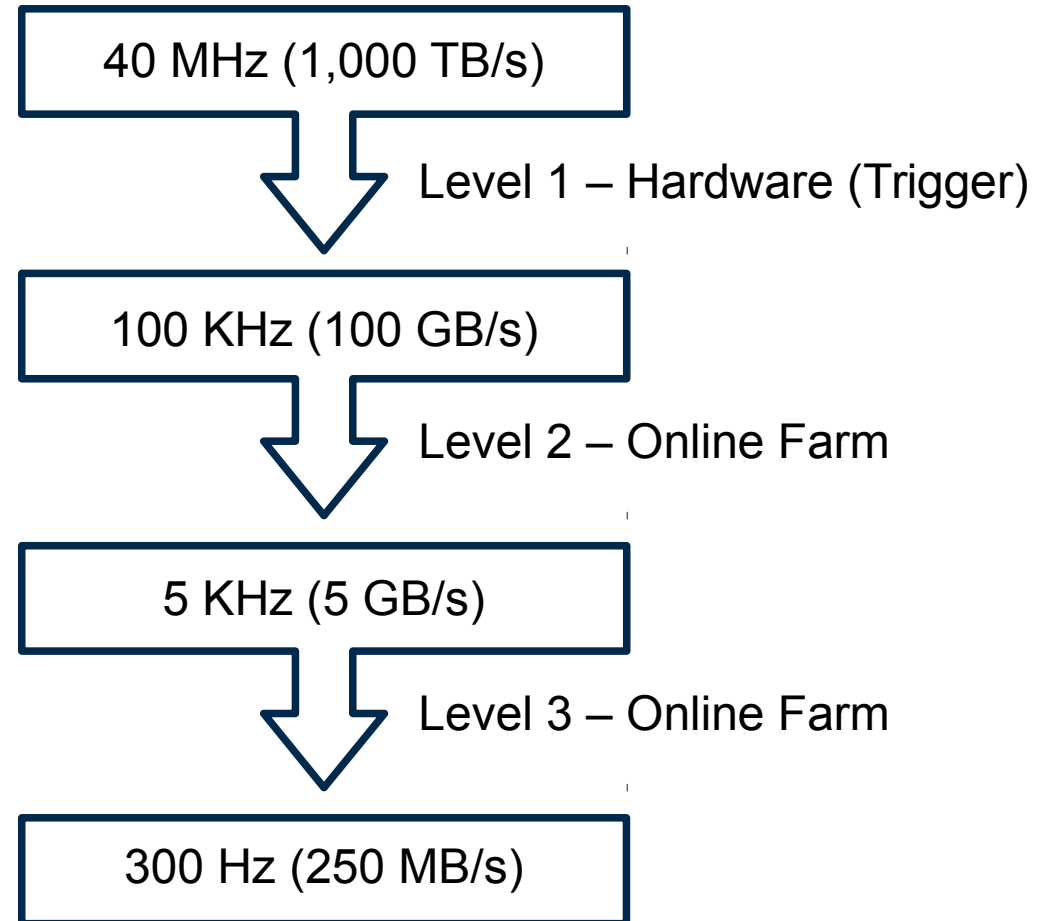 40 MHz (1,000 TB/s)
Level 1 – Hardware (Trigger)
100 KHz (100 GB/s)
Level 2 – Online Farm
5 KHz (5 GB/s)
Level 3 – Online Farm
300 Hz (250 MB/s)